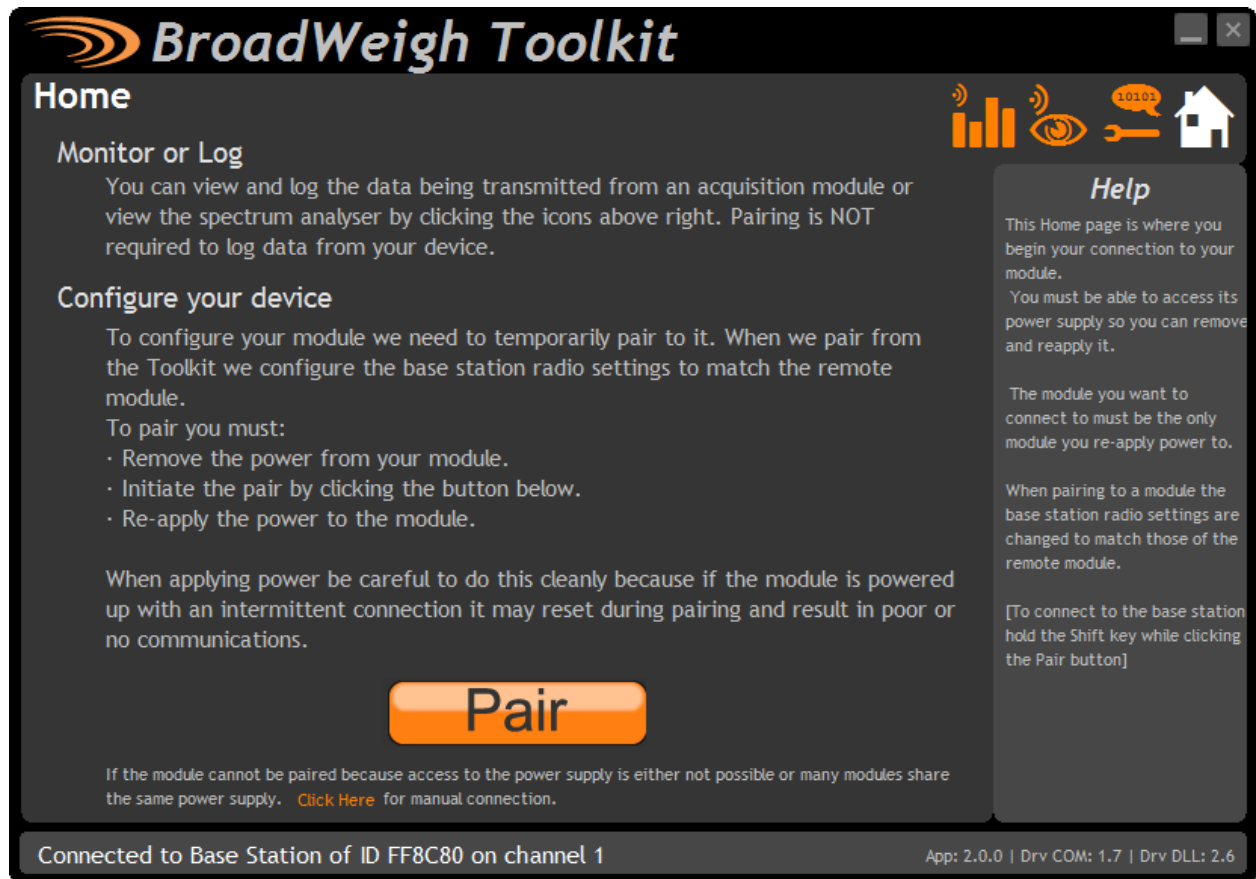 BroadWeigh Toolkit
Home
10101
Monitor or Log
You can view and log the data being transmitted from an acquisition module or
view the spectrum analyser by clicking the icons above right. Pairing is NOT
required to log data from your device.
Configure your device
To configure your module we need to temporarily pair to it. When we pair from
the Toolkit we configure the base station radio settings to match the remote
module.
To pair you must:
· Remove the power from your module.
· Initiate the pair by clicking the button below.
· Re-apply the power to the module.
When applying power be careful to do this cleanly because if the module is powered
up with an intermittent connection it may reset during pairing and result in poor or
no communications.
Pair
If the module cannot be paired because access to the power supply is either not possible or many modules share
the same power supply. Click Here for manual connection.
Help
This Home page is where you
begin your connection to your
module.
You must be able to access its
power supply so you can remove
and reapply it.
The module you want to
connect to must be the only
module you re-apply power to.
When pairing to a module the
base station radio settings are
changed to match those of the
remote module.
[To connect to the base station
hold the Shift key while clicking
the Pair button]
Connected to Base Station of ID FF8C80 on channel 1
App: 2.0.0 | Drv COM: 1.7 | Drv DLL: 2.6